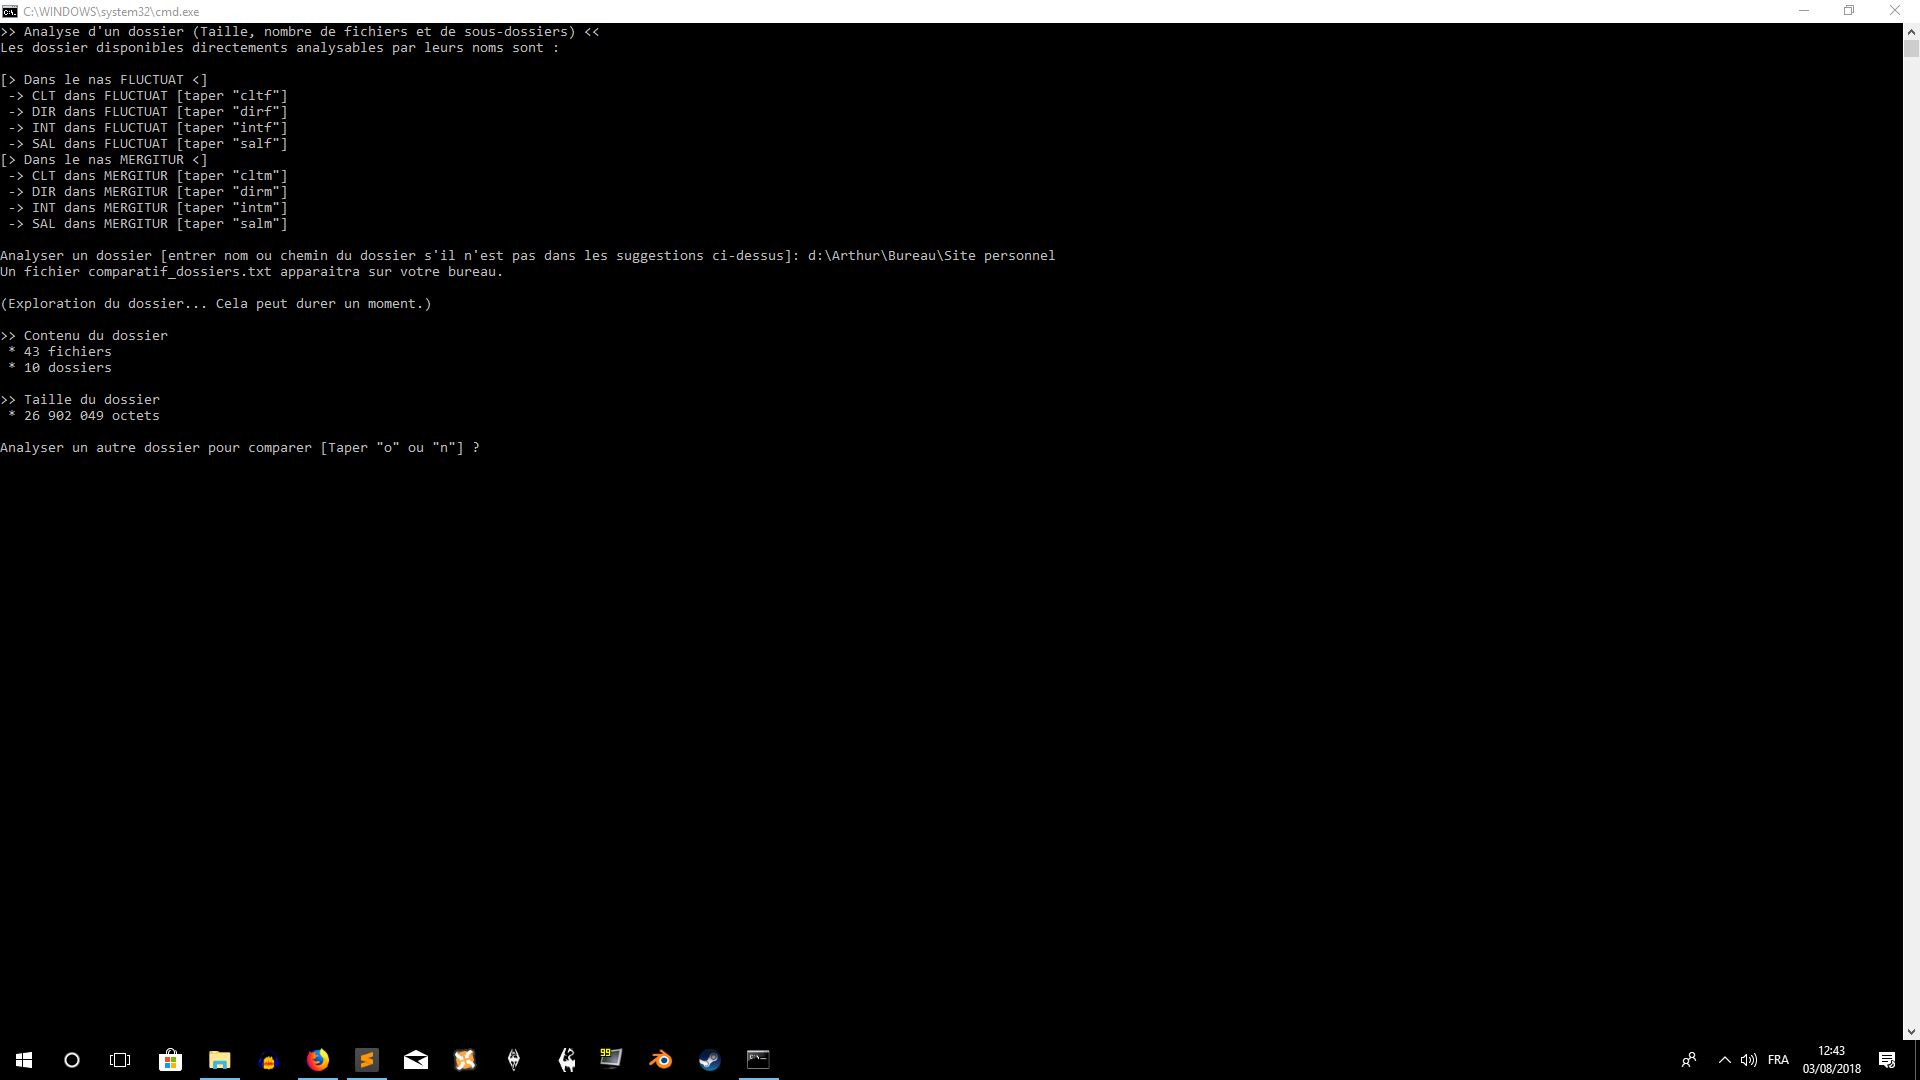 C:\WINDOWS\system32\cmd.exe
>> Analyse d'un dossier (Taille, nombre de fichiers et de sous-dossiers) <<
Les dossier disponibles directements analysables par leurs noms sont :
[> Dans le nas FLUCTUAT <]
-> CLT dans FLUCTUAT [taper "cltf"]
-> DIR dans FLUCTUAT [taper "dirf"]
-> INT dans FLUCTUAT [taper "intf"]
-> SAL dans FLUCTUAT [taper "salf"]
[> Dans le nas MERGITUR <]
-> CLT dans MERGITUR [taper "cltm"]
-> DIR dans MERGITUR [taper "dirm"]
-> INT dans MERGITUR [taper "intm"]
-> SAL dans MERGITUR [taper "salm"]
Analyser un dossier [entrer nom ou chemin du dossier s'il n'est pas dans les suggestions ci-dessus]: d:\Arthur\Bureau\Site personnel
Un fichier comparatif_dossiers.txt apparaitra sur votre bureau.
(Exploration du dossier... Cela peut durer un moment.)
>> Contenu du dossier
* 43 fichiers
* 10 dossiers
>> Taille du dossier
* 26 902 049 octets
Analyser un autre dossier pour comparer [Taper "o" ou "n"] ?
99
FRA
12:43
03/08/2018